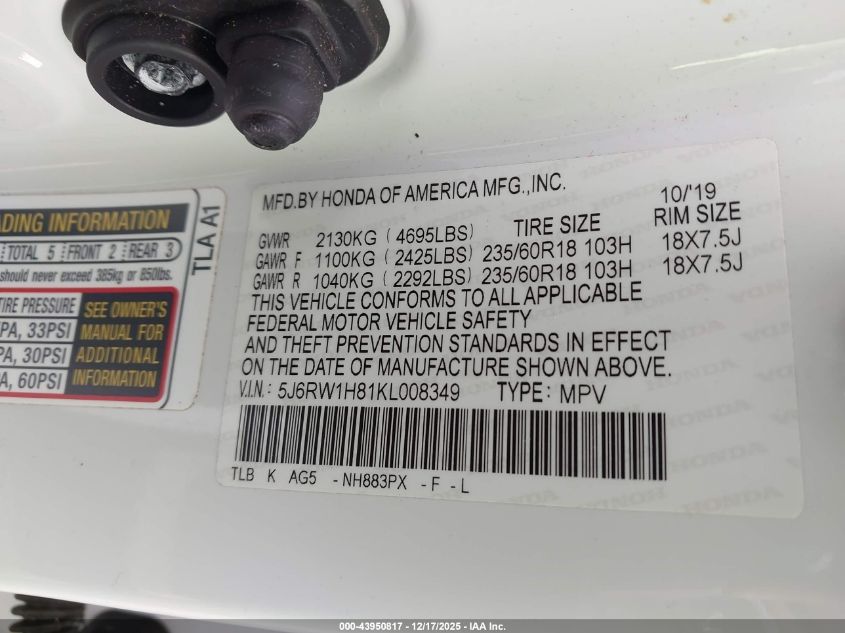 MFD.BY HONDA OF AMERICA MFG.,INC. 10/'19
GVWR 2130KG (4695LBS) TIRE SIZE RIM SIZE
GAWR F 1100KG (2425LBS) 235/60R18 103H 18X7.5J
GAWR R 1040KG (2292LBS) 235/60R18 103H 18X7.5J
THIS VEHICLE CONFORMS TO ALL APPLICABLE
FEDERAL MOTOR VEHICLE SAFETY
AND THEFT PREVENTION STANDARDS IN EFFECT
ON THE DATE OF MANUFACTURE SHOWN ABOVE.
V.I.N.: 5J6RW1H81KL008349 TYPE: MPV
TLB K AG5 -NH883PX -F -L
ADING INFORMATION
TOTAL 5 FRONT 2 REAR 3
should never exceed 385kg or 850lbs.
TIRE PRESSURE
PA, 33PSI
PA, 30PSI
A, 60PSI
SEE OWNER'S
MANUAL FOR
ADDITIONAL
INFORMATION
TLA A1
HONDA
000-43950817 - 12/17/2025 - IAA Inc.